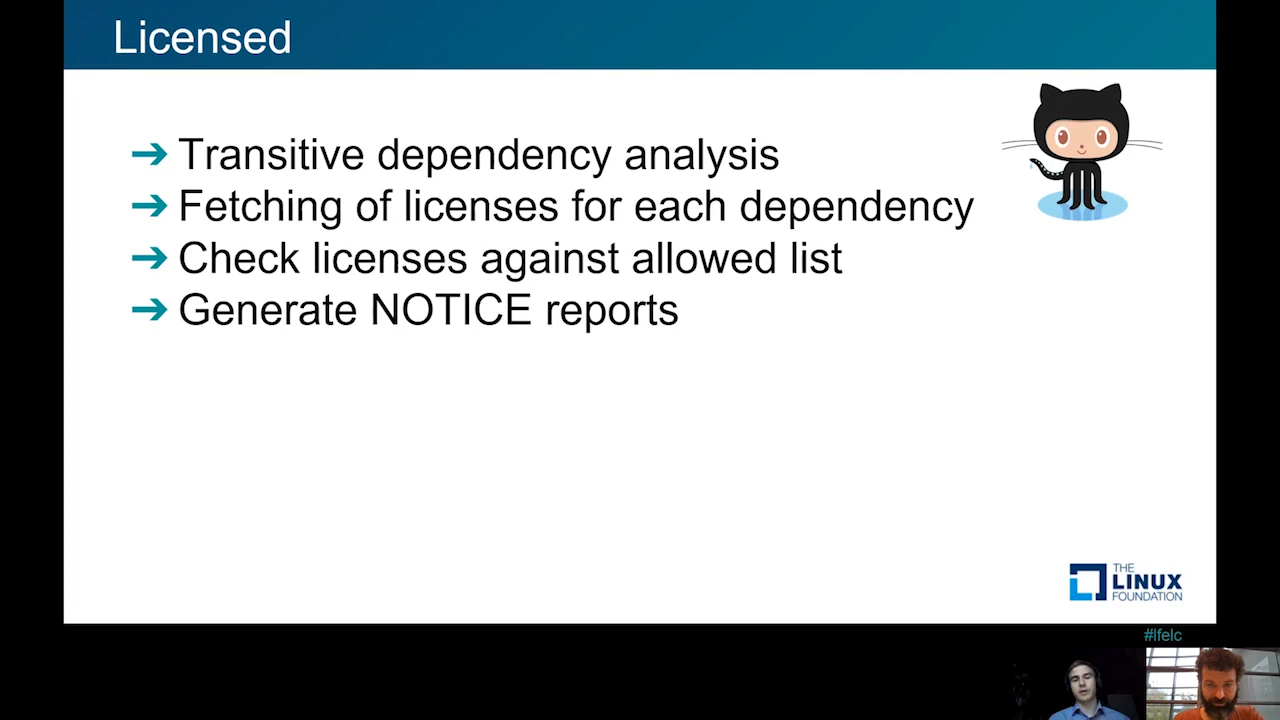 Licensed
➔ Transitive dependency analysis
➔ Fetching of licenses for each dependency
➔ Check licenses against allowed list
➔ Generate NOTICE reports
THE
LINUX
FOUNDATION
#lfelc